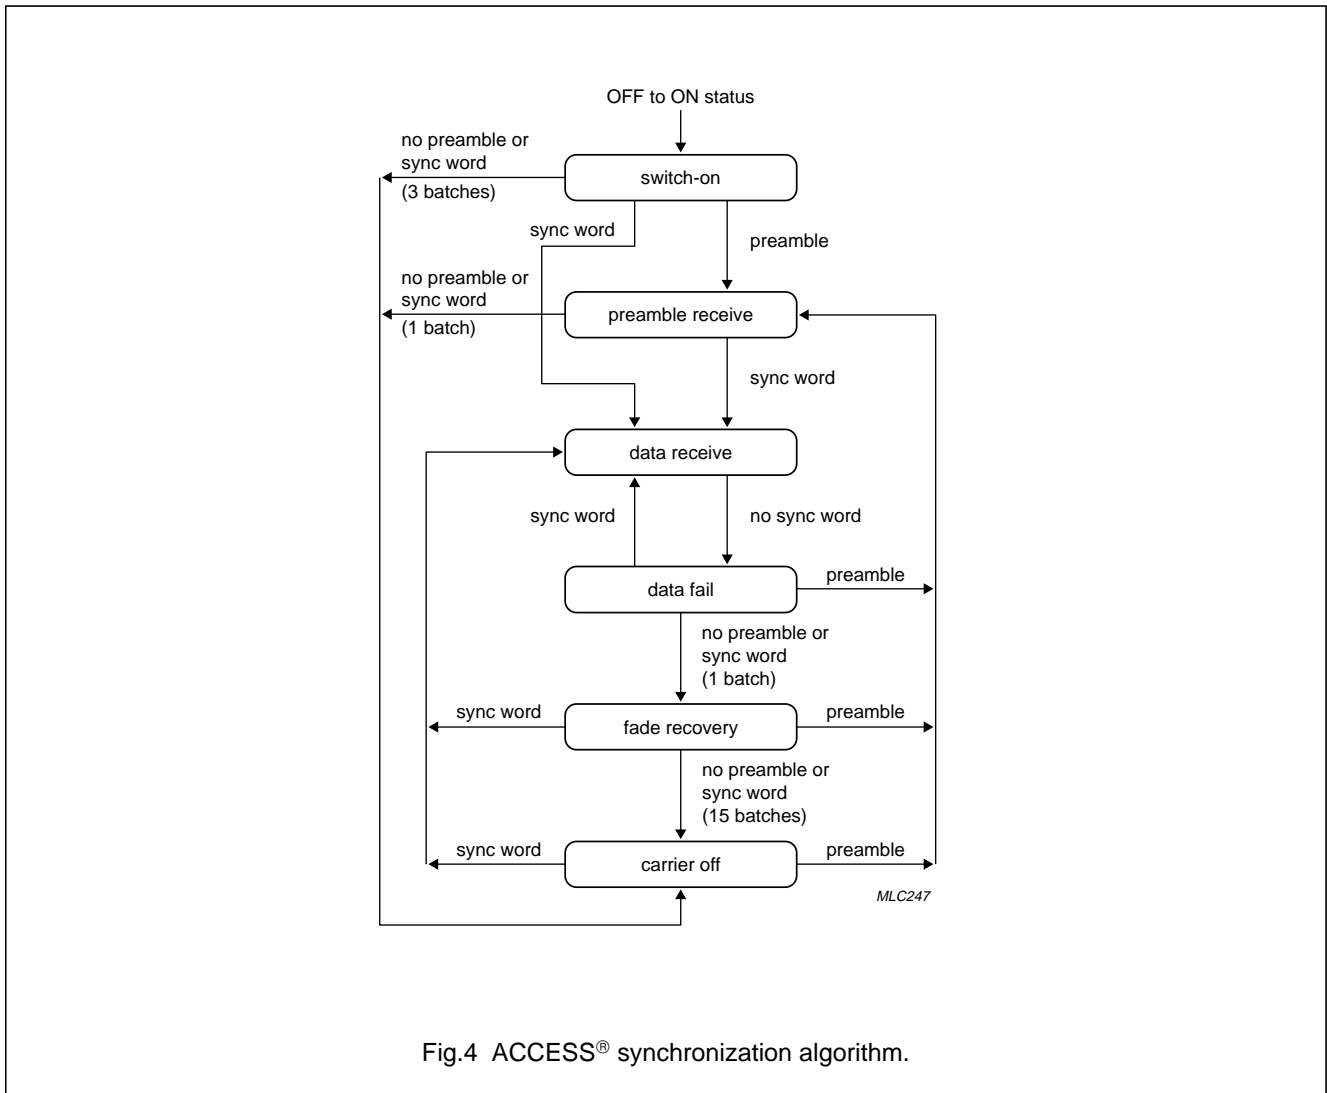 OFF to ON status
no preamble or
sync word
(3 batches)
switch-on
sync word
preamble
no preamble or
sync word
(1 batch)
preamble receive
sync word
data receive
sync word
no sync word
data fail
preamble
no preamble or
sync word
(1 batch)
sync word
fade recovery
preamble
no preamble or
sync word
(15 batches)
sync word
carrier off
preamble
MLC247
Fig.4 ACCESS® synchronization algorithm.